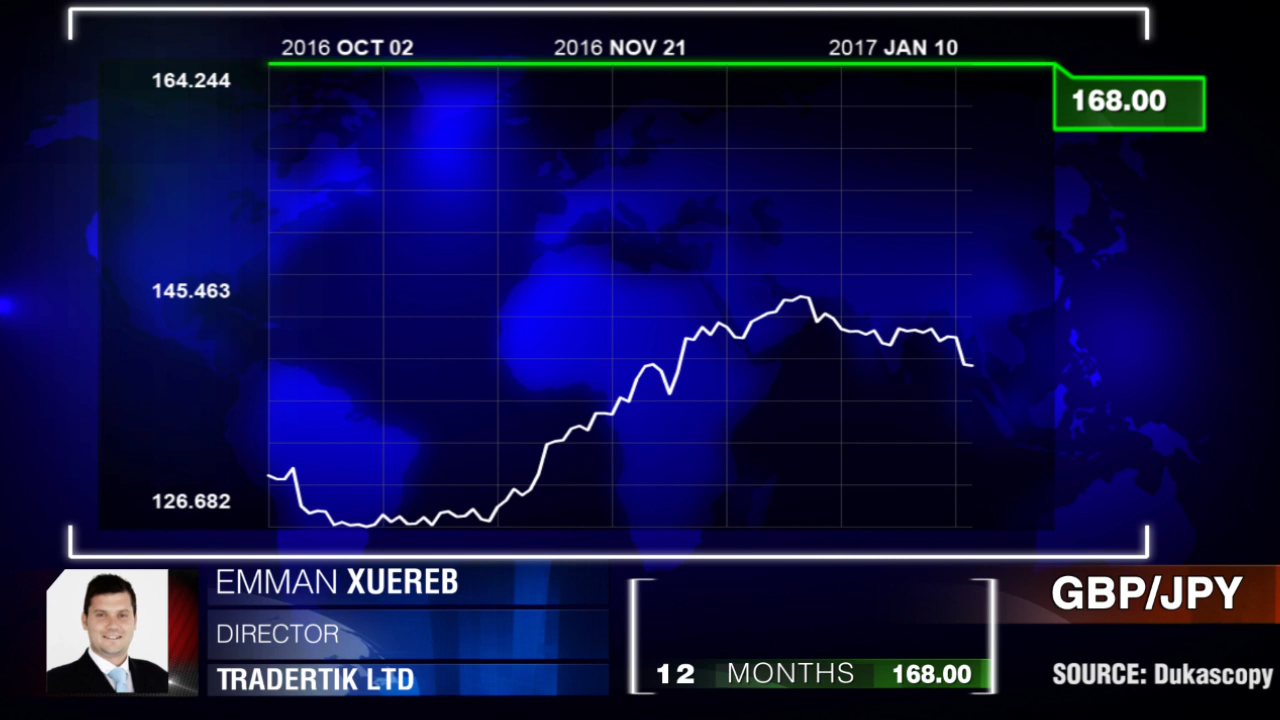 2016 OCT 02
2016 NOV 21
2017 JAN 10
164.244
168.00
145.463
126.682
EMMAN XUEREB
DIRECTOR
TRADERTIK LTD
12 MONTHS 168.00
GBP/JPY
SOURCE: Dukascopy